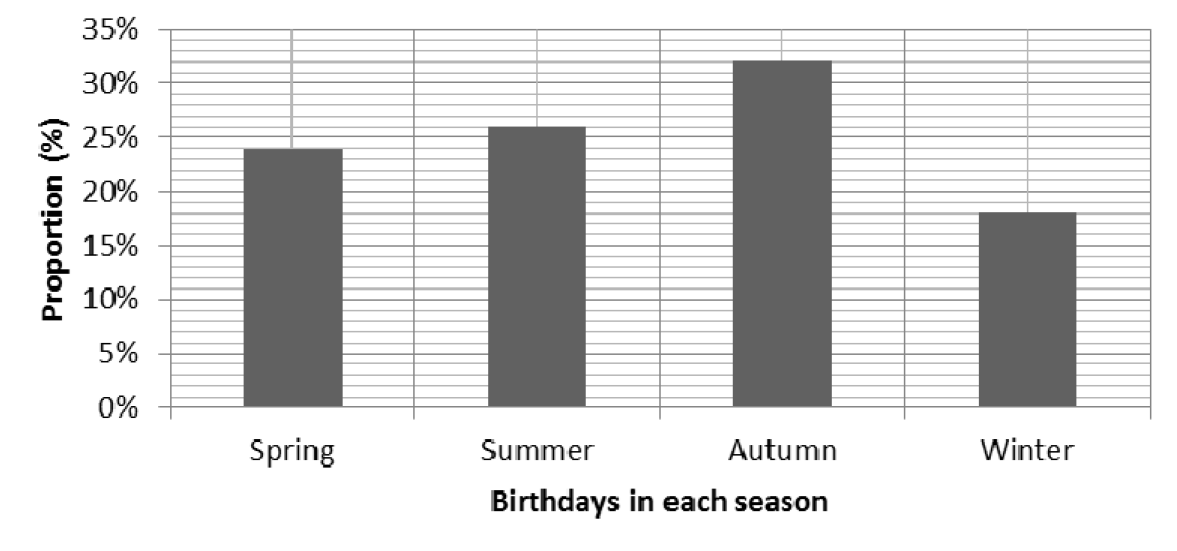 Proportion (%)
35%
30%
25%
20%
15%
10%
5%
0%
Spring Summer Autumn Winter
Birthdays in each season